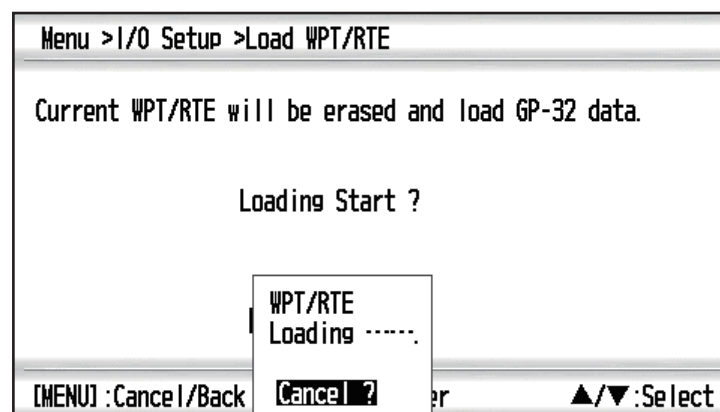 Menu >I/O Setup >Load WPT/RTE
Current WPT/RTE will be erased and load GP-32 data.
Loading Start ?
WPT/RTE
Loading ------.
Cancel ?
[MENU]:Cancel/Back
▲/▼:Select